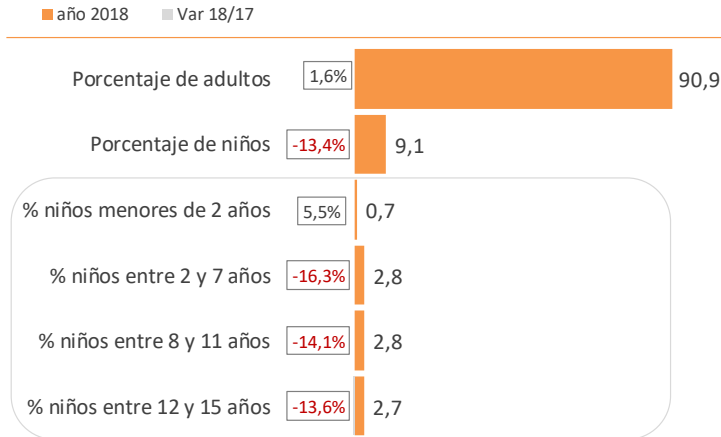 año 2018 Var 18/17
Porcentaje de adultos 1,6% 90,9
Porcentaje de niños -13,4% 9,1
% niños menores de 2 años 5,5% 0,7
% niños entre 2 y 7 años -16,3% 2,8
% niños entre 8 y 11 años -14,1% 2,8
% niños entre 12 y 15 años -13,6% 2,7